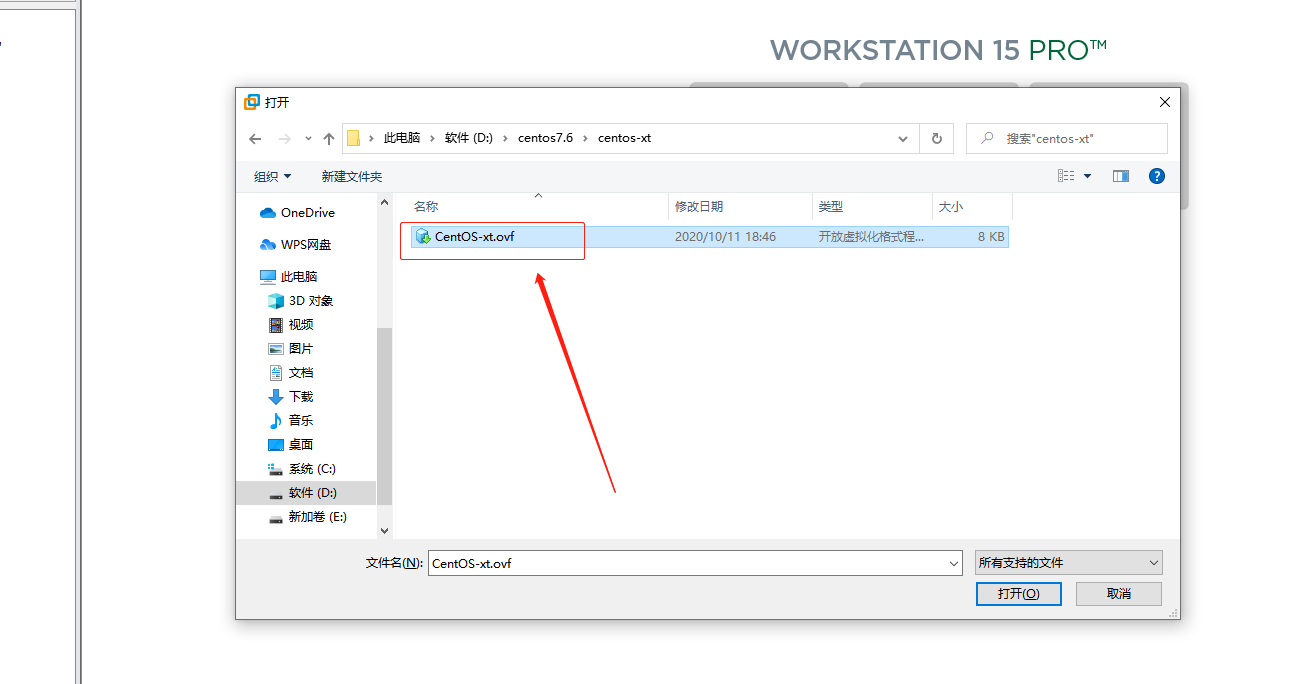 WORKSTATION 15 PRO™
打开
此电脑 软件 (D:) centos7.6 centos-xt
搜索"centos-xt"
组织 新建文件夹
名称 修改日期 类型 大小
CentOS-xt.ovf 2020/10/11 18:46 开放虚拟化格式程... 8 KB
OneDrive
WPS网盘
此电脑
3D 对象
视频
图片
文档
下载
音乐
桌面
系统 (C:)
软件 (D:)
新加卷 (E:)
文件名(N): CentOS-xt.ovf 所有支持的文件
打开(O) 取消